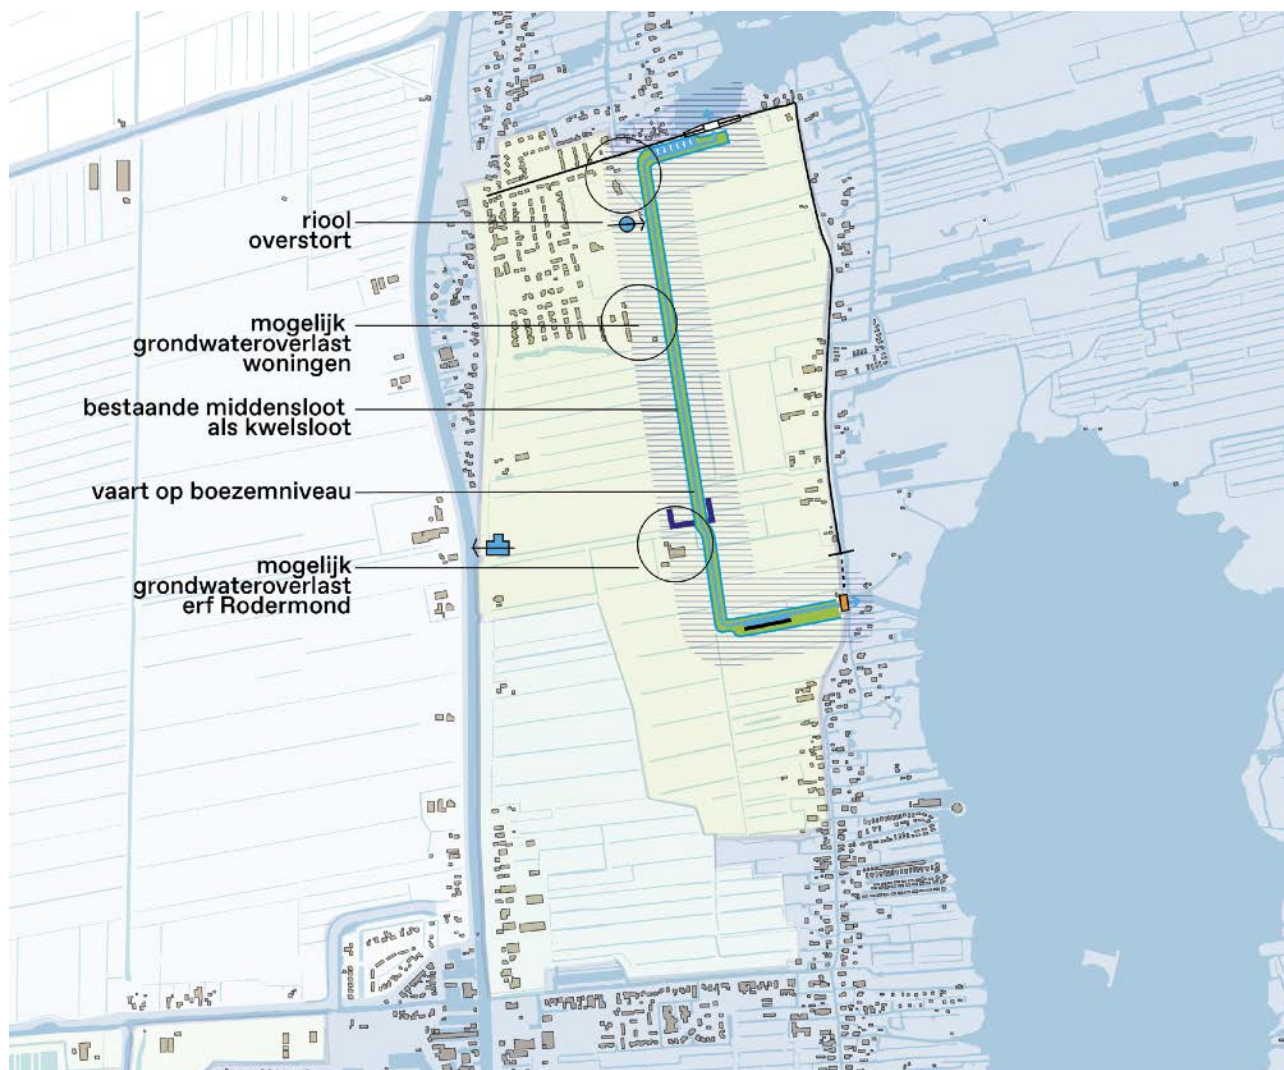 riool
overstort
mogelijk
grondwateroverlast
woningen
bestaande middensloot
als kwelsloot
vaart op boezemniveau
mogelijk
grondwateroverlast
erf Rodermond